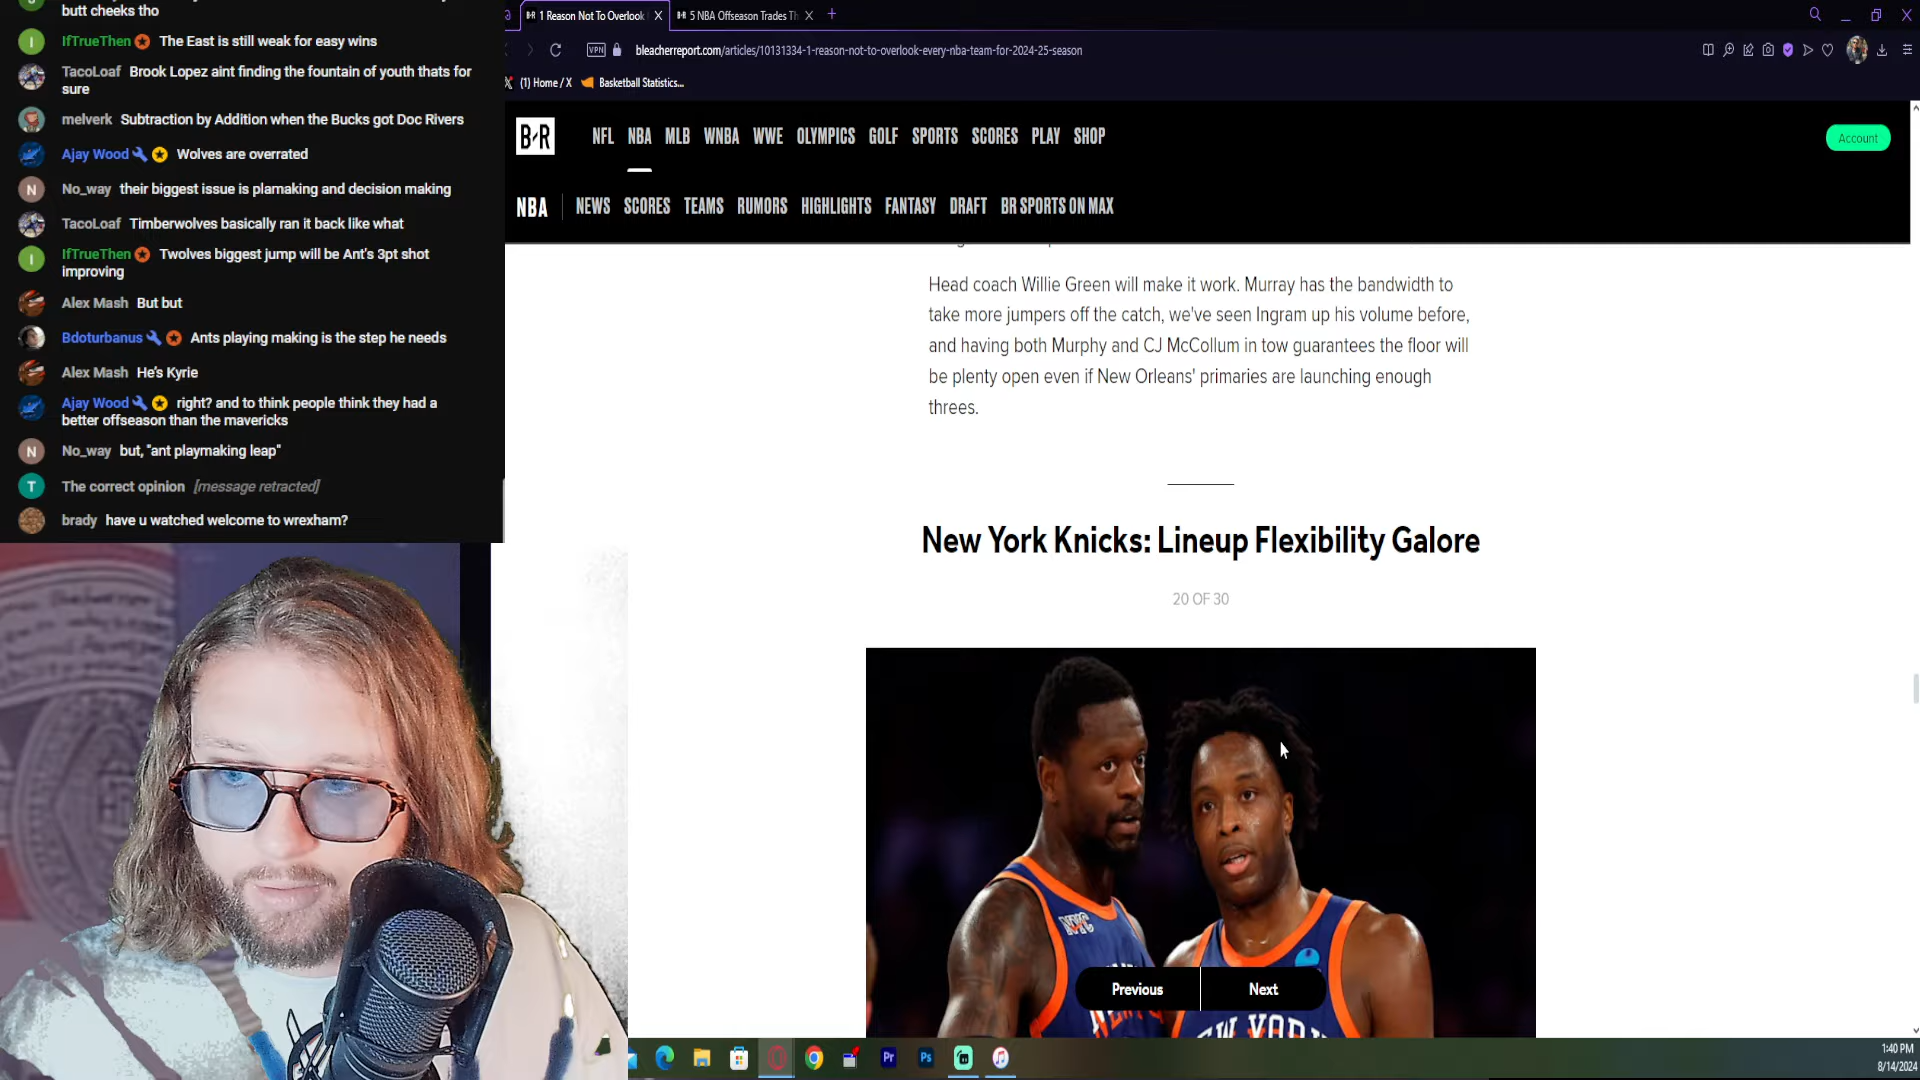 butt cheeks tho
IfTrueThen The East is still weak for easy wins
TacoLoaf Brook Lopez aint finding the fountain of youth thats for
sure
melverk Subtraction by Addition when the Bucks got Doc Rivers
Ajay Wood Wolves are overrated
No_way their biggest issue is plamaking and decision making
TacoLoaf Timberwolves basically ran it back like what
IfTrueThen Twolves biggest jump will be Ant's 3pt shot
improving
Alex Mash But but
Bdoturbanus Ants playing making is the step he needs
Alex Mash He's Kyrie
Ajay Wood right? and to think people think they had a
better offseason than the mavericks
No_way but, "ant playmaking leap"
The correct opinion [message retracted]
brady have u watched welcome to wrexham?
1 Reason Not To Overlook
5 NBA Offseason Trades Th
VPN
bleacherreport.com/articles/10131334-1-reason-not-to-overlook-every-nba-team-for-2024-25-season
(1) Home / X
Basketball Statistics...
B-R
NFL NBA MLB WNBA WWE OLYMPICS GOLF SPORTS SCORES PLAY SHOP
Account
NBA NEWS SCORES TEAMS RUMORS HIGHLIGHTS FANTASY DRAFT BR SPORTS ON MAX
Head coach Willie Green will make it work. Murray has the bandwidth to
take more jumpers off the catch, we've seen Ingram up his volume before,
and having both Murphy and CJ McCollum in tow guarantees the floor will
be plenty open even if New Orleans' primaries are launching enough
threes.
New York Knicks: Lineup Flexibility Galore
20 OF 30
NYC
NEW YORK
Previous
Next
Pr
Ps
1:40 PM
8/14/2024